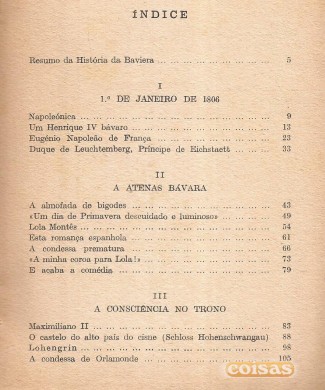 ÍNDICE
Resumo da História da Baviera ... ... ... ... ... ... ... ... ... 5
I
1.º DE JANEIRO DE 1806
Napoleónica ... ... ... ... ... ... ... ... ... ... ... ... 9
Um Henrique IV bávaro ... ... ... ... ... ... ... ... ... 13
Eugénio Napoleão de França ... ... ... ... ... ... ... ... 23
Duque de Leuchtemberg, Príncipe de Eichstaett ... ... ... 33
II
A ATENAS BÁVARA
A almofada de bigodes ... ... ... ... ... ... ... ... ... 43
«Um dia de Primavera descuidado e luminoso» ... ... ... 49
Lola Montês ... ... ... ... ... ... ... ... ... ... ... ... 54
Esta romança espanhola ... ... ... ... ... ... ... ... ... 61
A condessa prematura ... ... ... ... ... ... ... ... ... 66
«A minha coroa para Lola!» ... ... ... ... ... ... ... ... 73
E acaba a comédia ... ... ... ... ... ... ... ... ... ... 79
III
A CONSCIÊNCIA NO TRONO
Maximiliano II ... ... ... ... ... ... ... ... ... ... ... 83
O castelo do alto país do cisne (Schloss Hohenschwangau) 88
Lohengrin ... ... ... ... ... ... ... ... ... ... ... ... 98
A condessa de Orlamonde ... ... ... ... ... ... ... ... 105
coisas